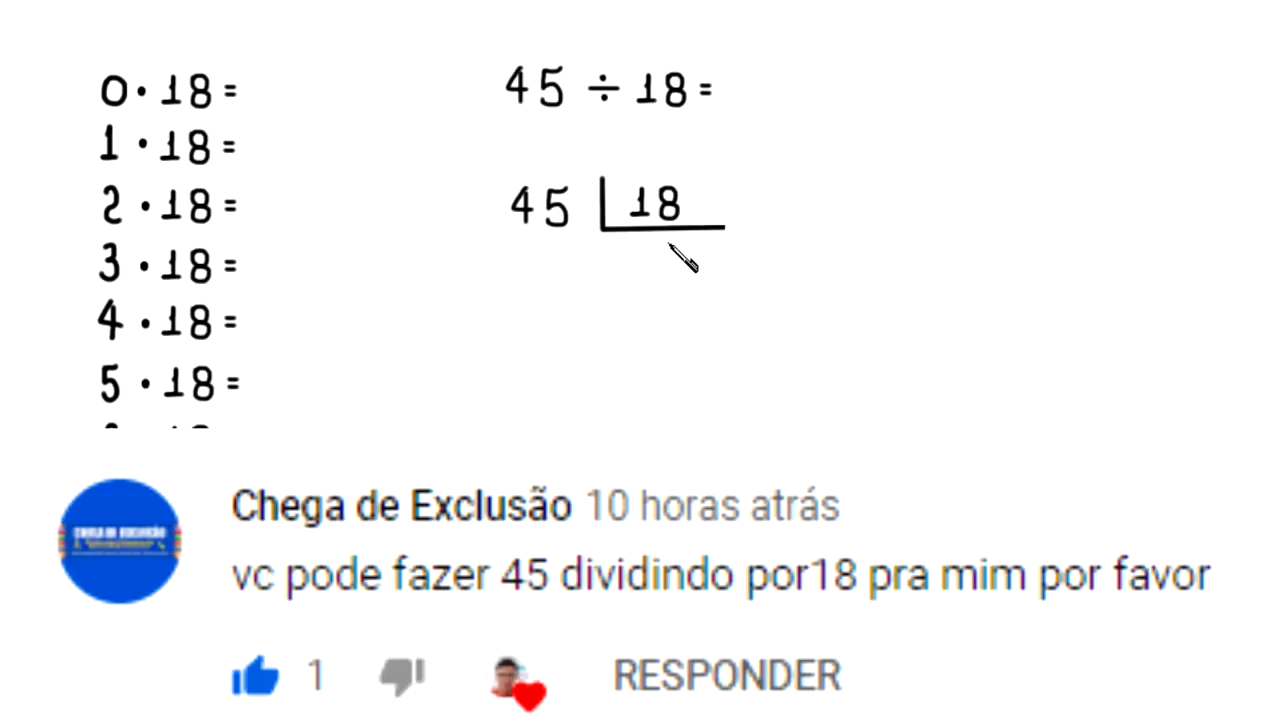 0·18=
1·18=
2·18=
3·18=
4·18=
5·18=
45 ÷ 18=
45 18
Chega de Exclusão 10 horas atrás
vc pode fazer 45 dividindo por18 pra mim por favor
1 RESPONDER